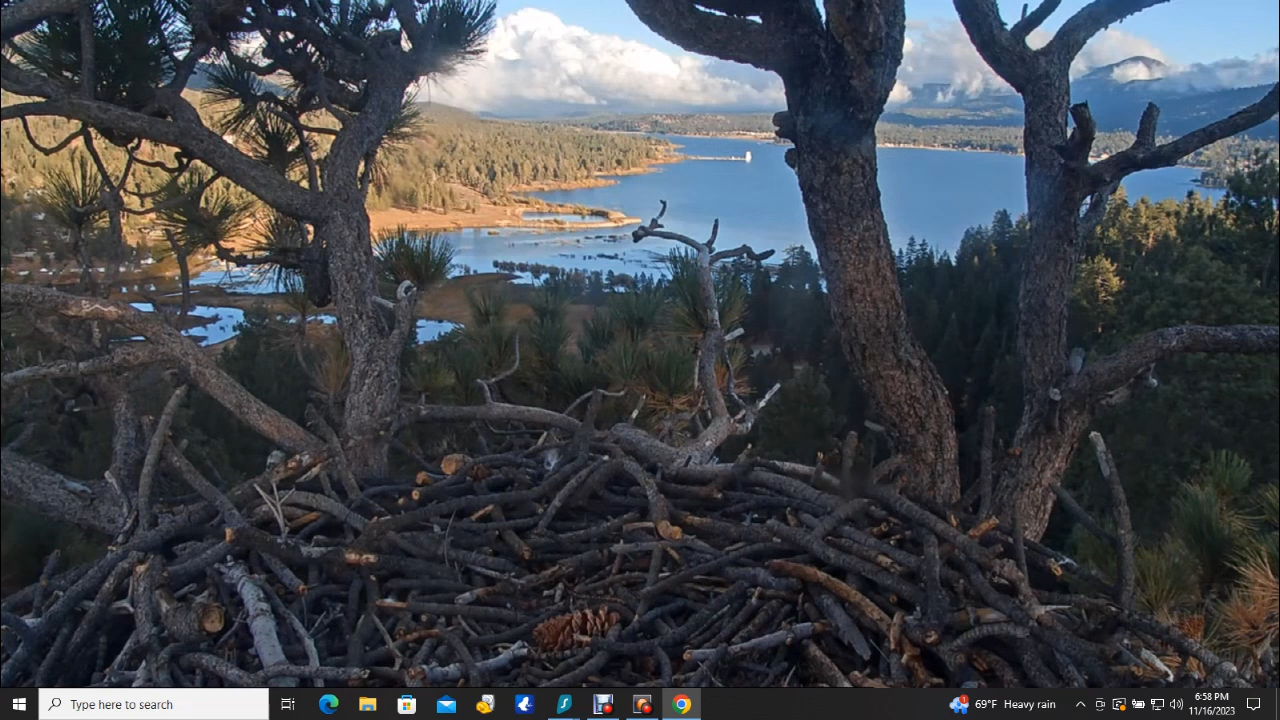 Type here to search
69°F Heavy rain
6:58 PM
11/16/2023